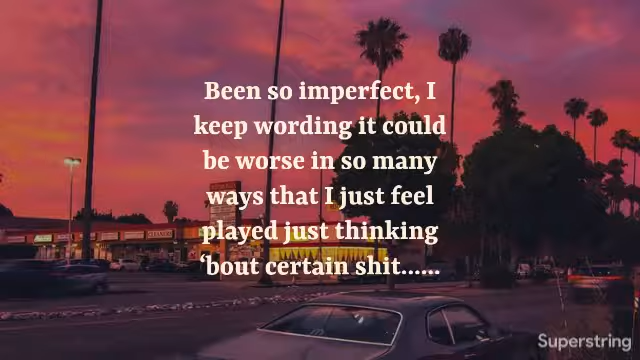 Been so imperfect, I
keep wording it could
be worse in so many
ways that I just feel
played just thinking
‘bout certain shit......
Superstring